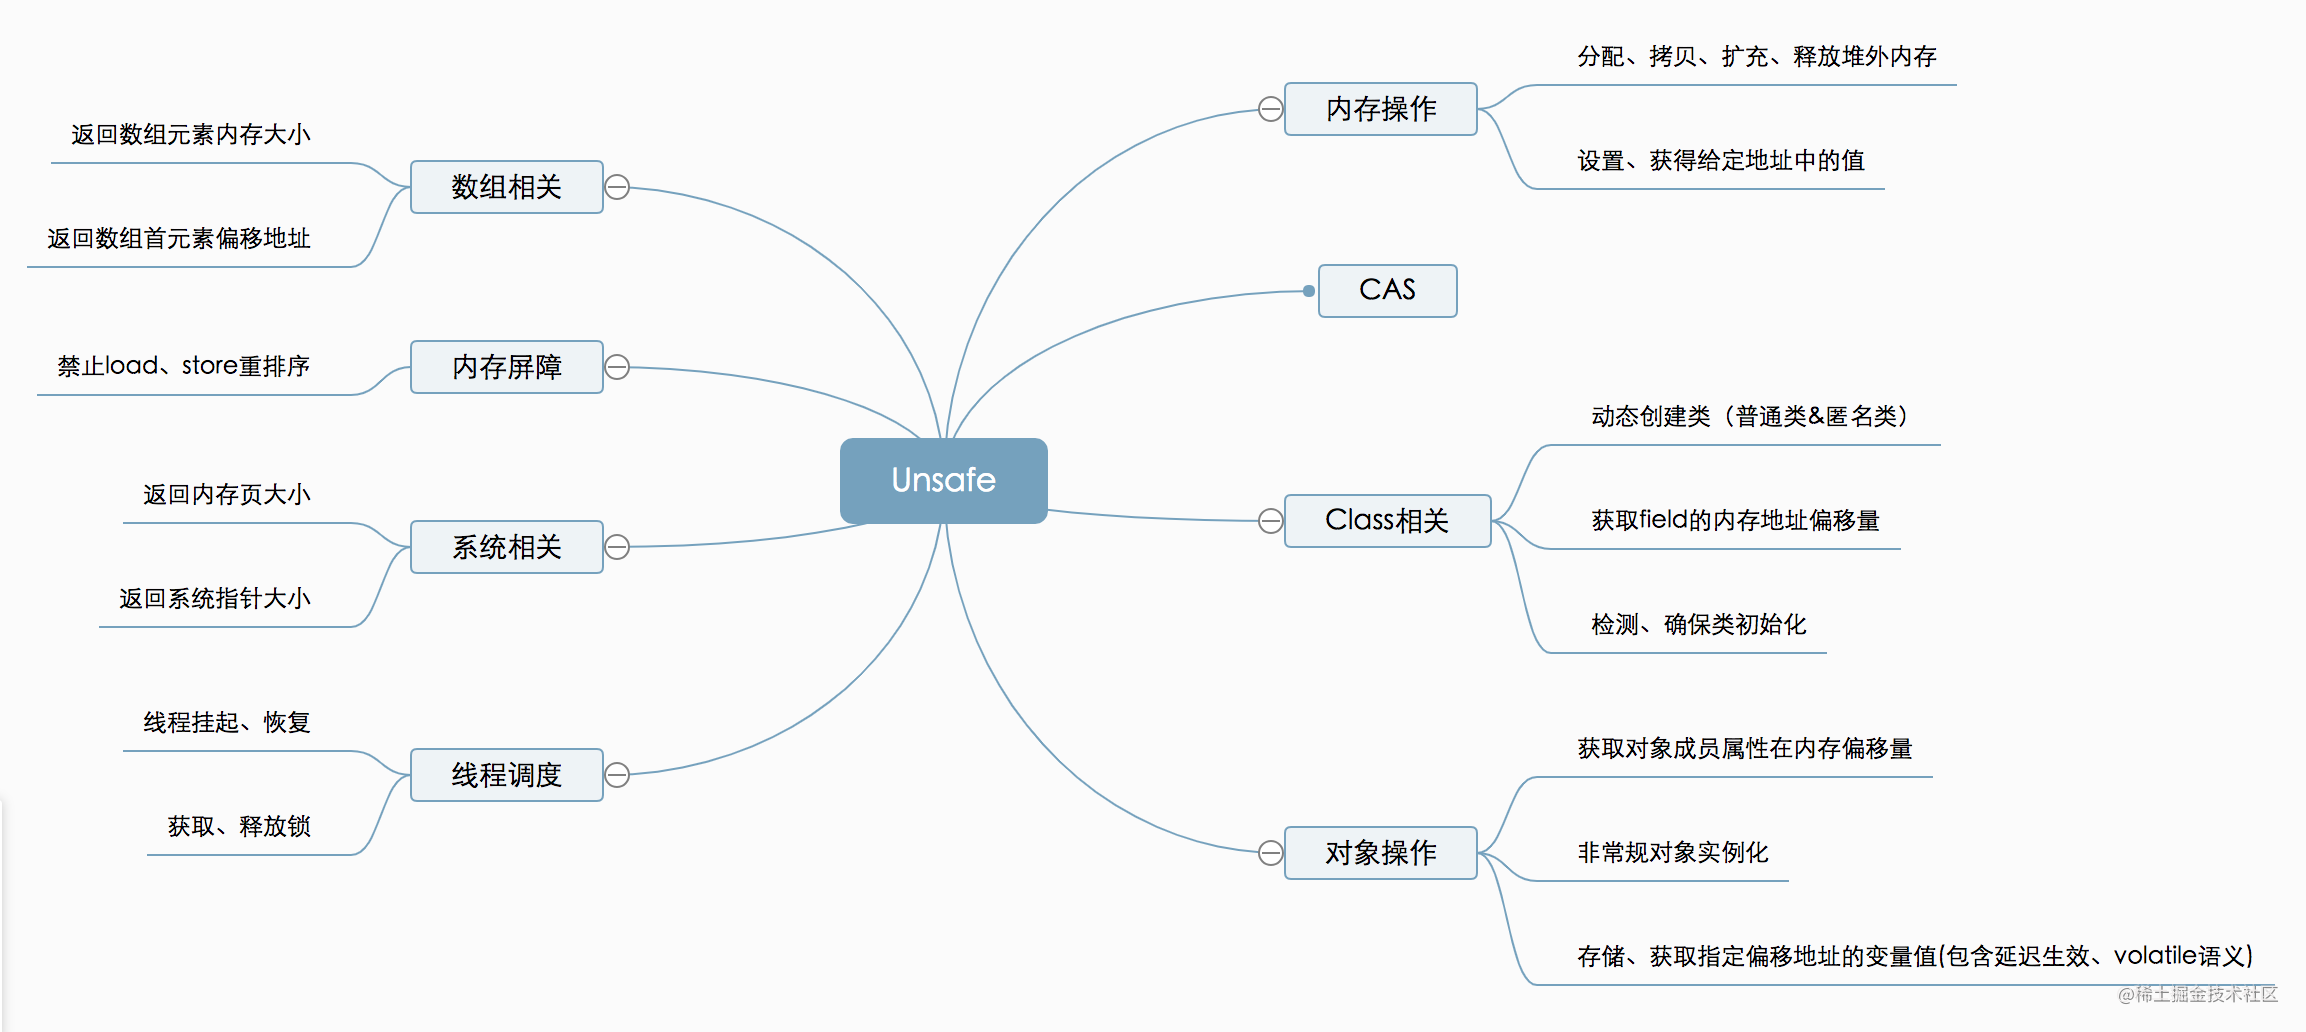 Unsafe
内存操作
分配、拷贝、扩充、释放堆外内存
设置、获得给定地址中的值
CAS
Class相关
动态创建类（普通类&匿名类）
获取field的内存地址偏移量
检测、确保类初始化
对象操作
获取对象成员属性在内存偏移量
非常规对象实例化
存储、获取指定偏移地址的变量值(包含延迟生效、volatile语义)
数组相关
返回数组元素内存大小
返回数组首元素偏移地址
内存屏障
禁止load、store重排序
系统相关
返回内存页大小
返回系统指针大小
线程调度
线程挂起、恢复
获取、释放锁
@稀土掘金技术社区